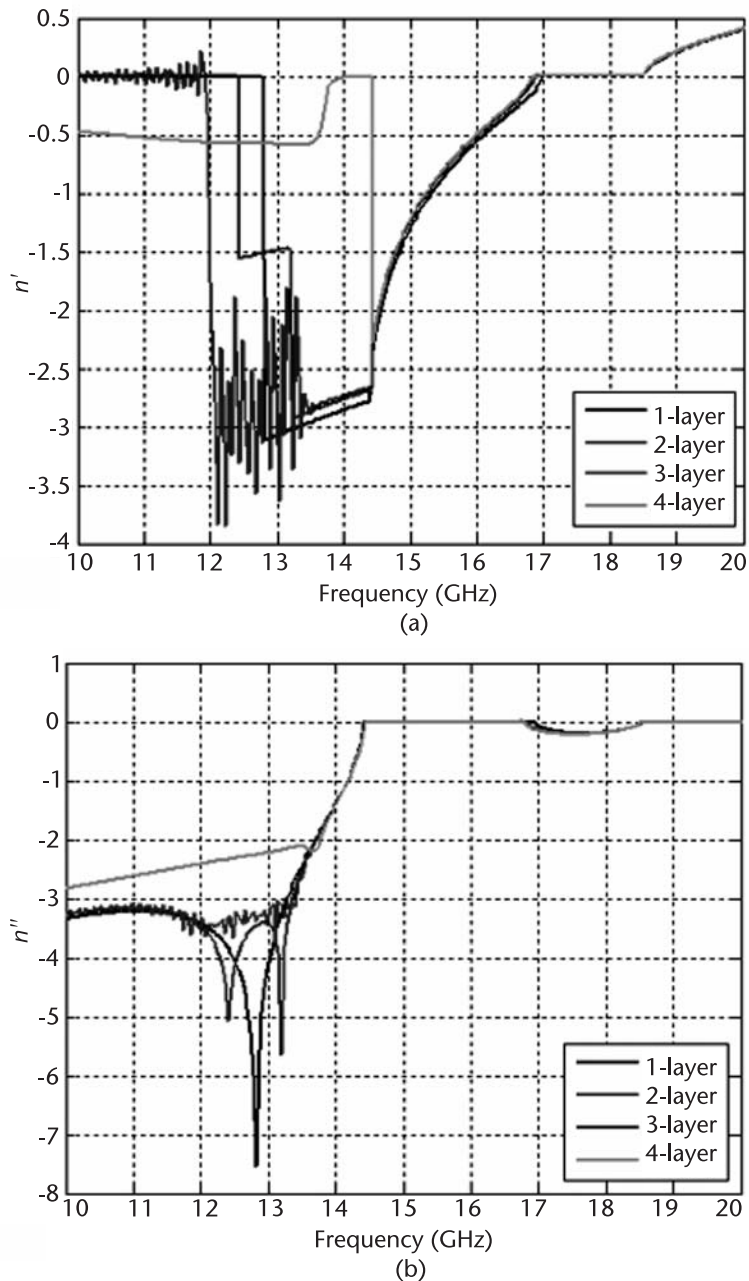 0.5
0
-0.5
-1
-1.5
-2
-2.5
-3
-3.5
-4
n′
10 11 12 13 14 15 16 17 18 19 20
Frequency (GHz)
1-layer
2-layer
3-layer
4-layer
(a)
1
0
-1
-2
-3
-4
-5
-6
-7
-8
n″
10 11 12 13 14 15 16 17 18 19 20
Frequency (GHz)
1-layer
2-layer
3-layer
4-layer
(b)